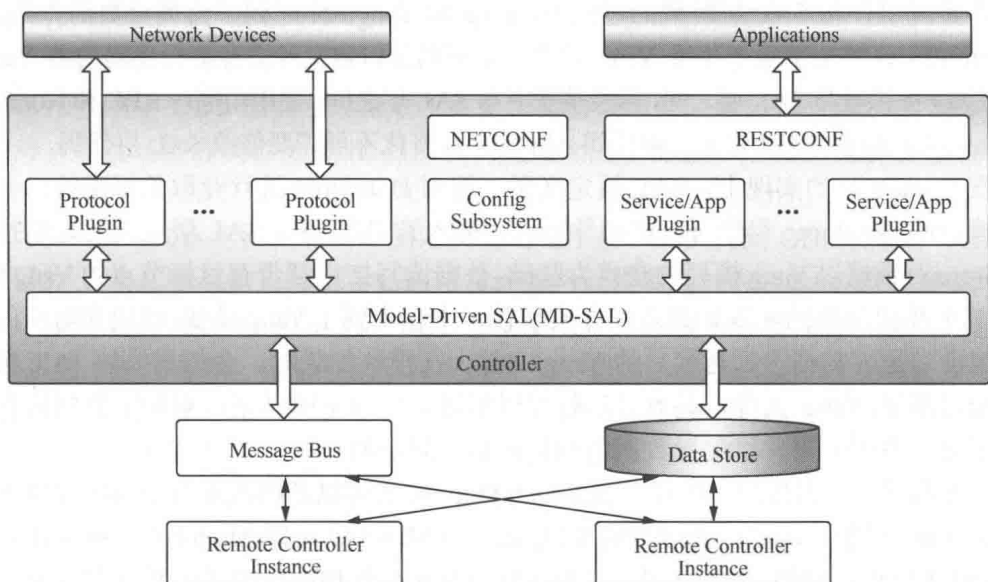 Network Devices
Applications
NETCONF
RESTCONF
Protocol
Plugin
...
Protocol
Plugin
Config
Subsystem
Service/App
Plugin
...
Service/App
Plugin
Model-Driven SAL(MD-SAL)
Controller
Message Bus
Data Store
Remote Controller
Instance
Remote Controller
Instance